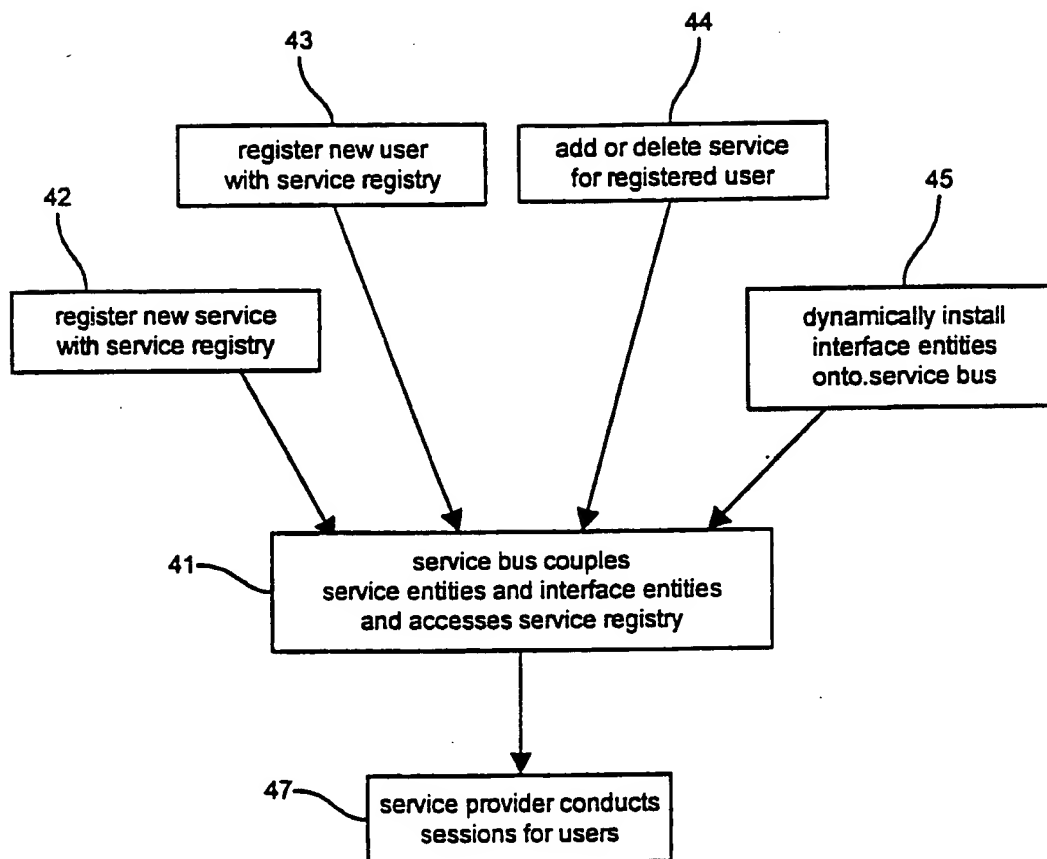 43
44
register new user
with service registry
add or delete service
for registered user
42
45
register new service
with service registry
dynamically install
interface entities
onto.service bus
41
service bus couples
service entities and interface entities
and accesses service registry
47
service provider conducts
sessions for users